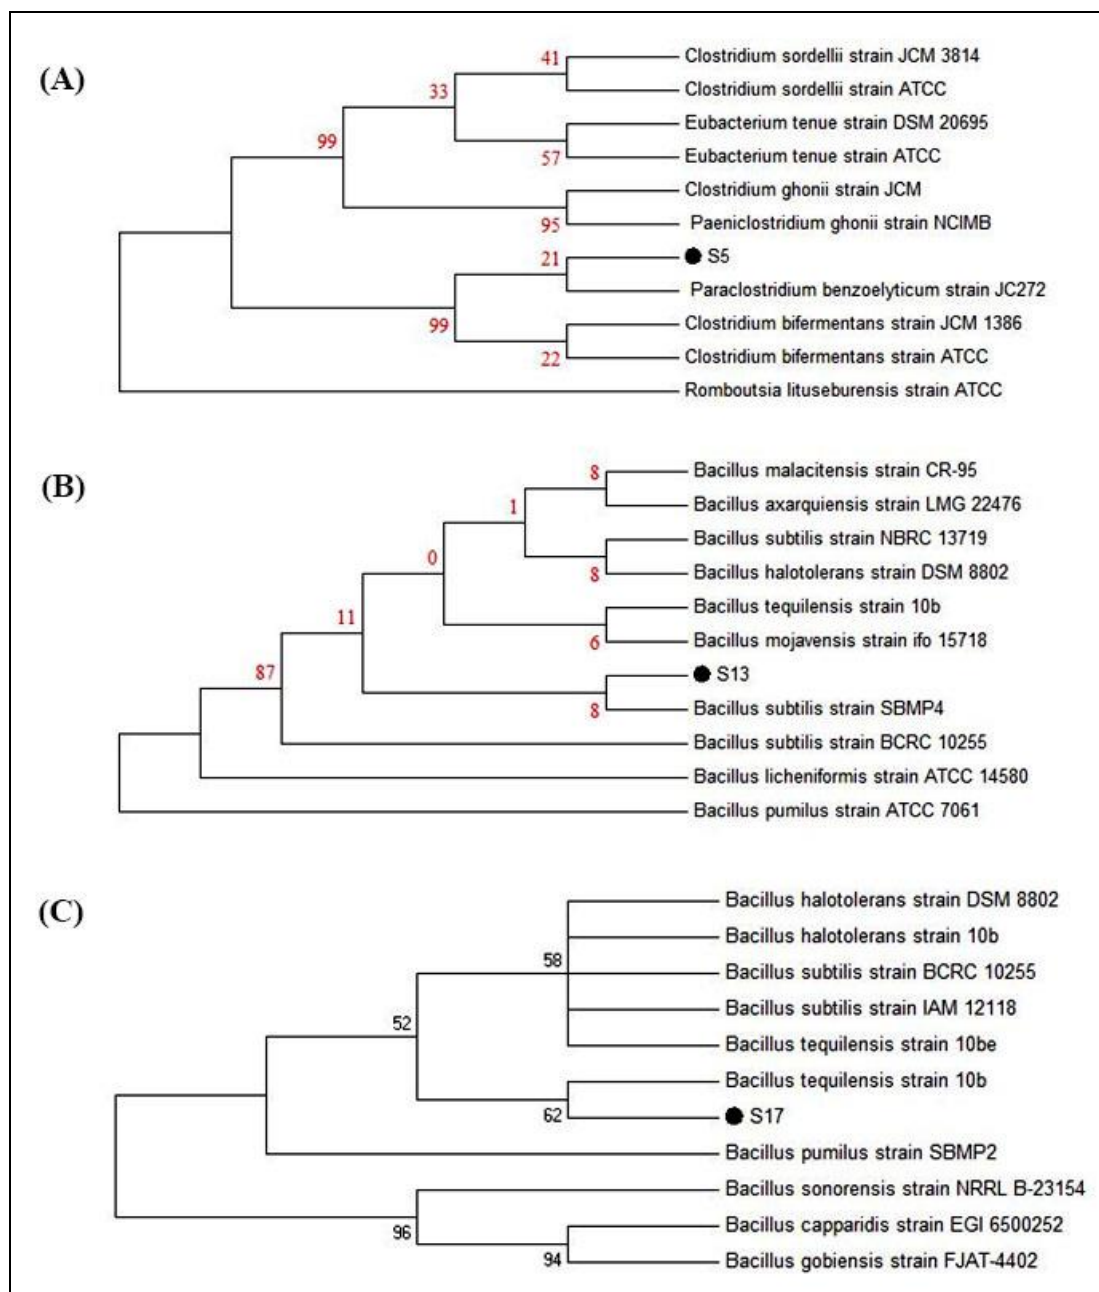 (A)
41
Clostridium sordellii strain JCM 3814
33
Clostridium sordellii strain ATCC
Eubacterium tenue strain DSM 20695
99
57
Eubacterium tenue strain ATCC
Clostridium ghonii strain JCM
95
Paeniclostridium ghonii strain NCIMB
21
S5
Paraclostridium benzoelyticum strain JC272
99
Clostridium bifermentans strain JCM 1386
22
Clostridium bifermentans strain ATCC
Romboutsia lituseburensis strain ATCC
(B)
8
Bacillus malacitensis strain CR-95
1
Bacillus axarquiensis strain LMG 22476
Bacillus subtilis strain NBRC 13719
0
8
Bacillus halotolerans strain DSM 8802
Bacillus tequilensis strain 10b
11
6
Bacillus mojavensis strain ifo 15718
87
S13
8
Bacillus subtilis strain SBMP4
Bacillus subtilis strain BCRC 10255
Bacillus licheniformis strain ATCC 14580
Bacillus pumilus strain ATCC 7061
(C)
Bacillus halotolerans strain DSM 8802
Bacillus halotolerans strain 10b
58
Bacillus subtilis strain BCRC 10255
Bacillus subtilis strain IAM 12118
52
Bacillus tequilensis strain 10be
Bacillus tequilensis strain 10b
62
S17
Bacillus pumilus strain SBMP2
Bacillus sonorensis strain NRRL B-23154
96
Bacillus capparidis strain EGI 6500252
94
Bacillus gobiensis strain FJAT-4402